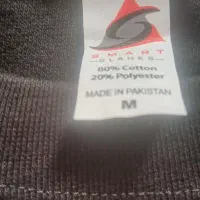 SMART
BLANKS
80% Cotton
20% Polyester
MADE IN PAKISTAN
M